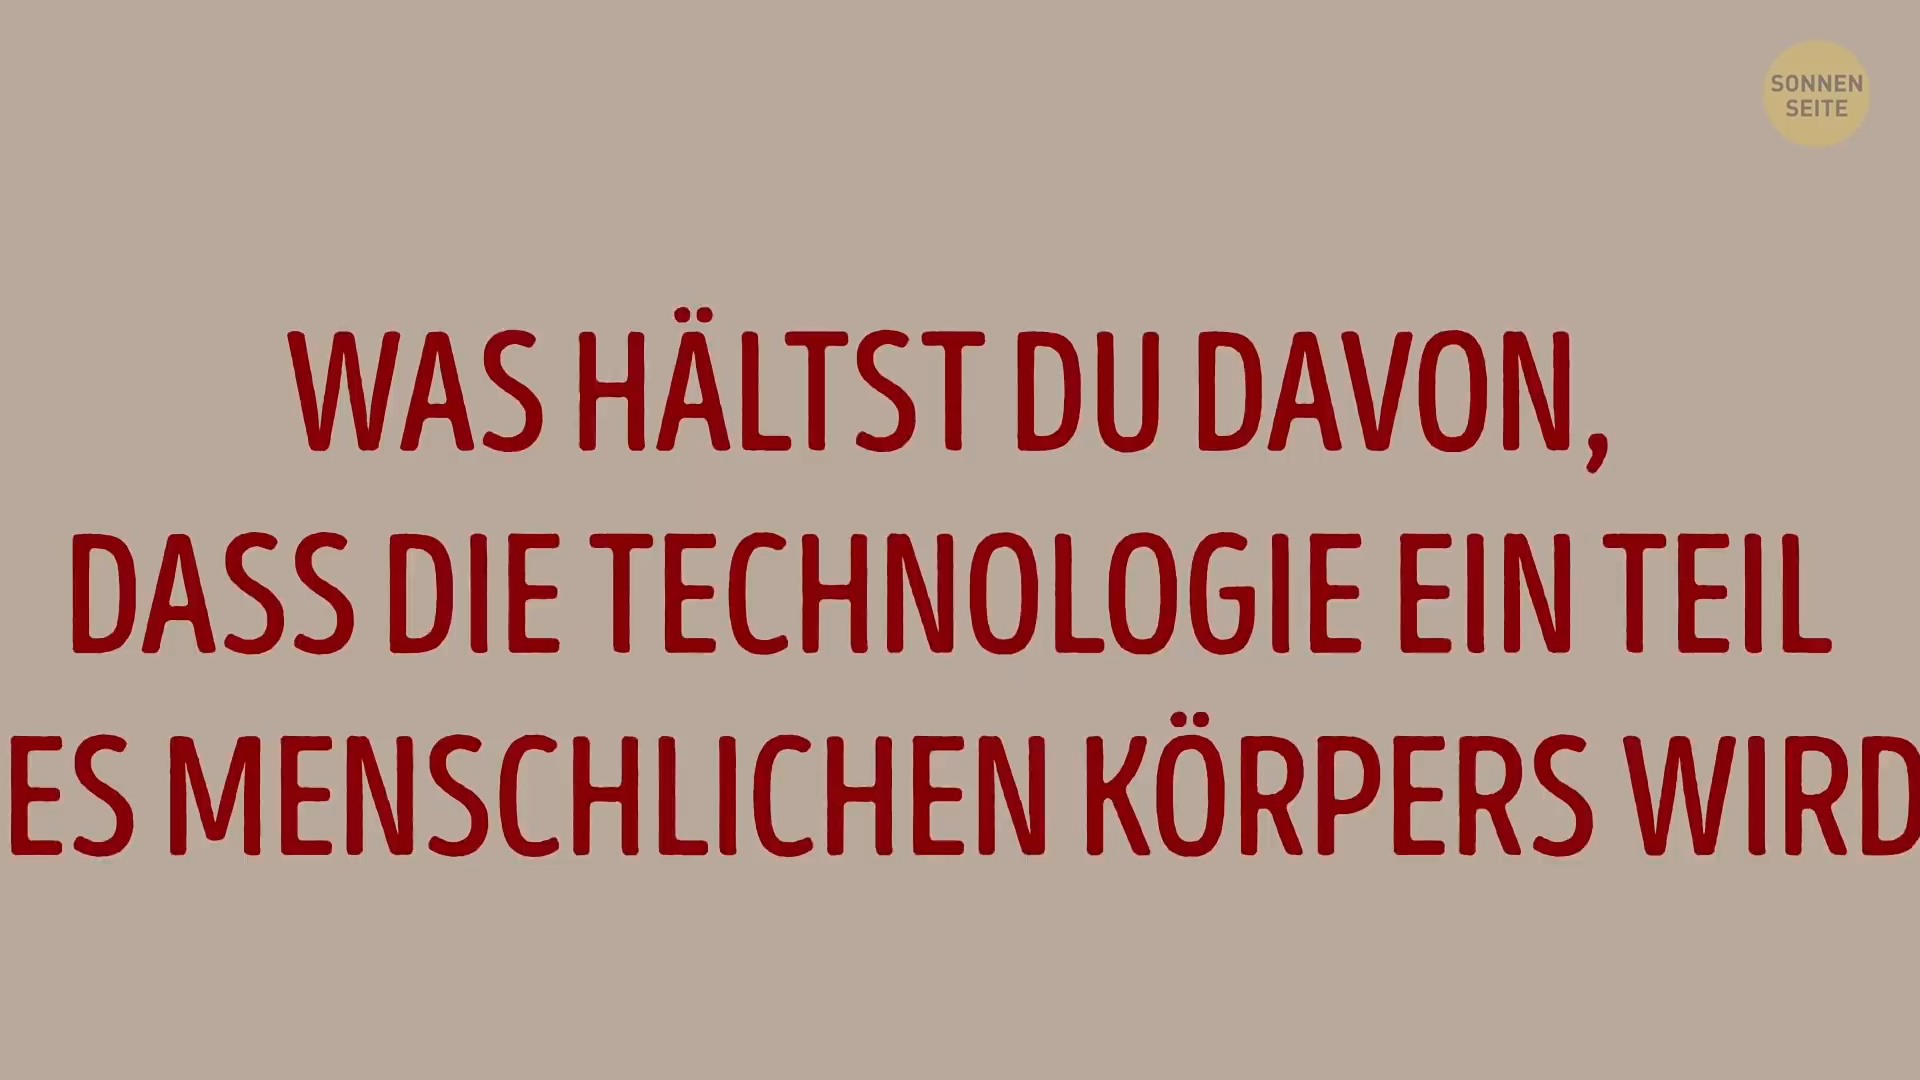 SONNEN
SEITE
WAS HÄLTST DU DAVON,
DASS DIE TECHNOLOGIE EIN TEIL
ES MENSCHLICHEN KÖRPERS WIRD